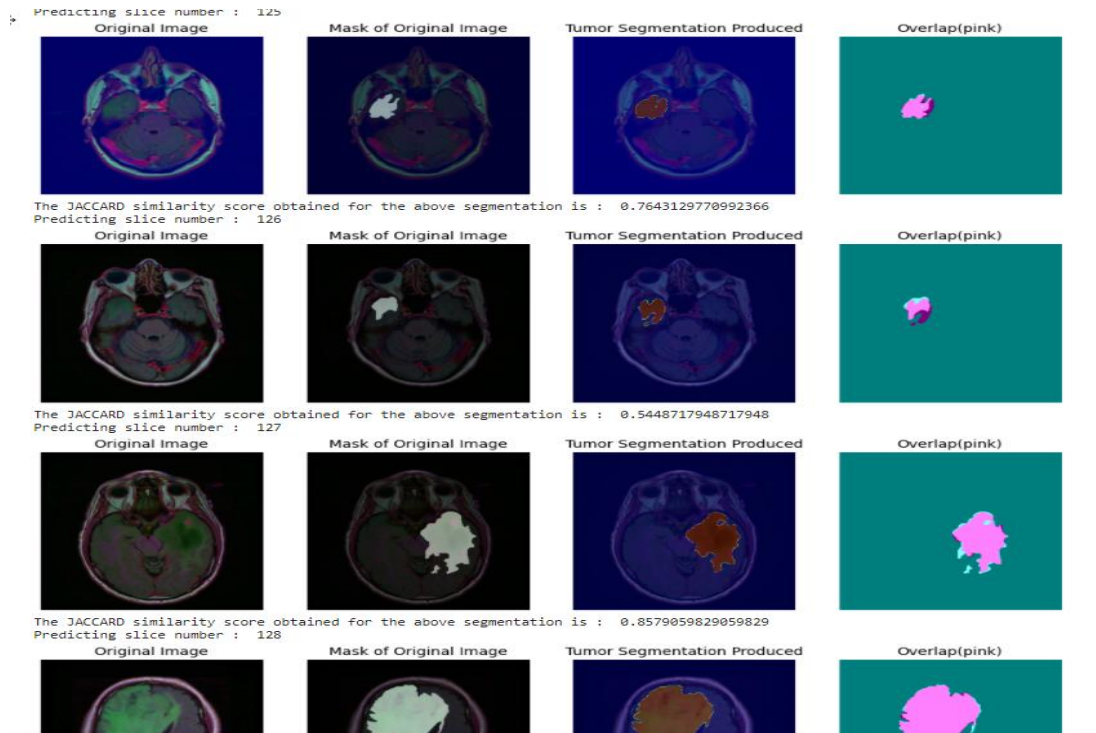 Predicting slice number : 125
Original Image Mask of Original Image Tumor Segmentation Produced Overlap(pink)
The JACCARD similarity score obtained for the above segmentation is : 0.7643129770992366
Predicting slice number : 126
Original Image Mask of Original Image Tumor Segmentation Produced Overlap(pink)
The JACCARD similarity score obtained for the above segmentation is : 0.5448717948717948
Predicting slice number : 127
Original Image Mask of Original Image Tumor Segmentation Produced Overlap(pink)
The JACCARD similarity score obtained for the above segmentation is : 0.8579059829059829
Predicting slice number : 128
Original Image Mask of Original Image Tumor Segmentation Produced Overlap(pink)